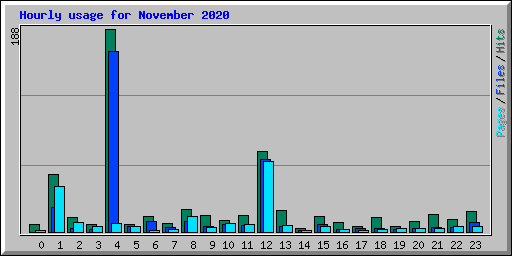 Hourly usage for November 2020
188
Pages/Files/Hits
0 1 2 3 4 5 6 7 8 9 10 11 12 13 14 15 16 17 18 19 20 21 22 23